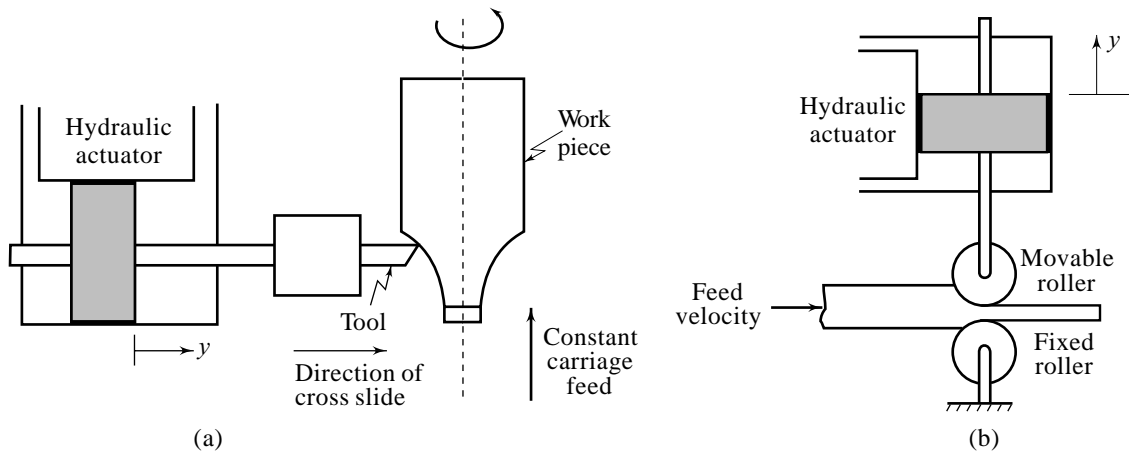 Hydraulic
actuator
Work
piece
Tool
y
Direction of
cross slide
Constant
carriage
feed
(a)
y
Hydraulic
actuator
Movable
roller
Feed
velocity
Fixed
roller
(b)